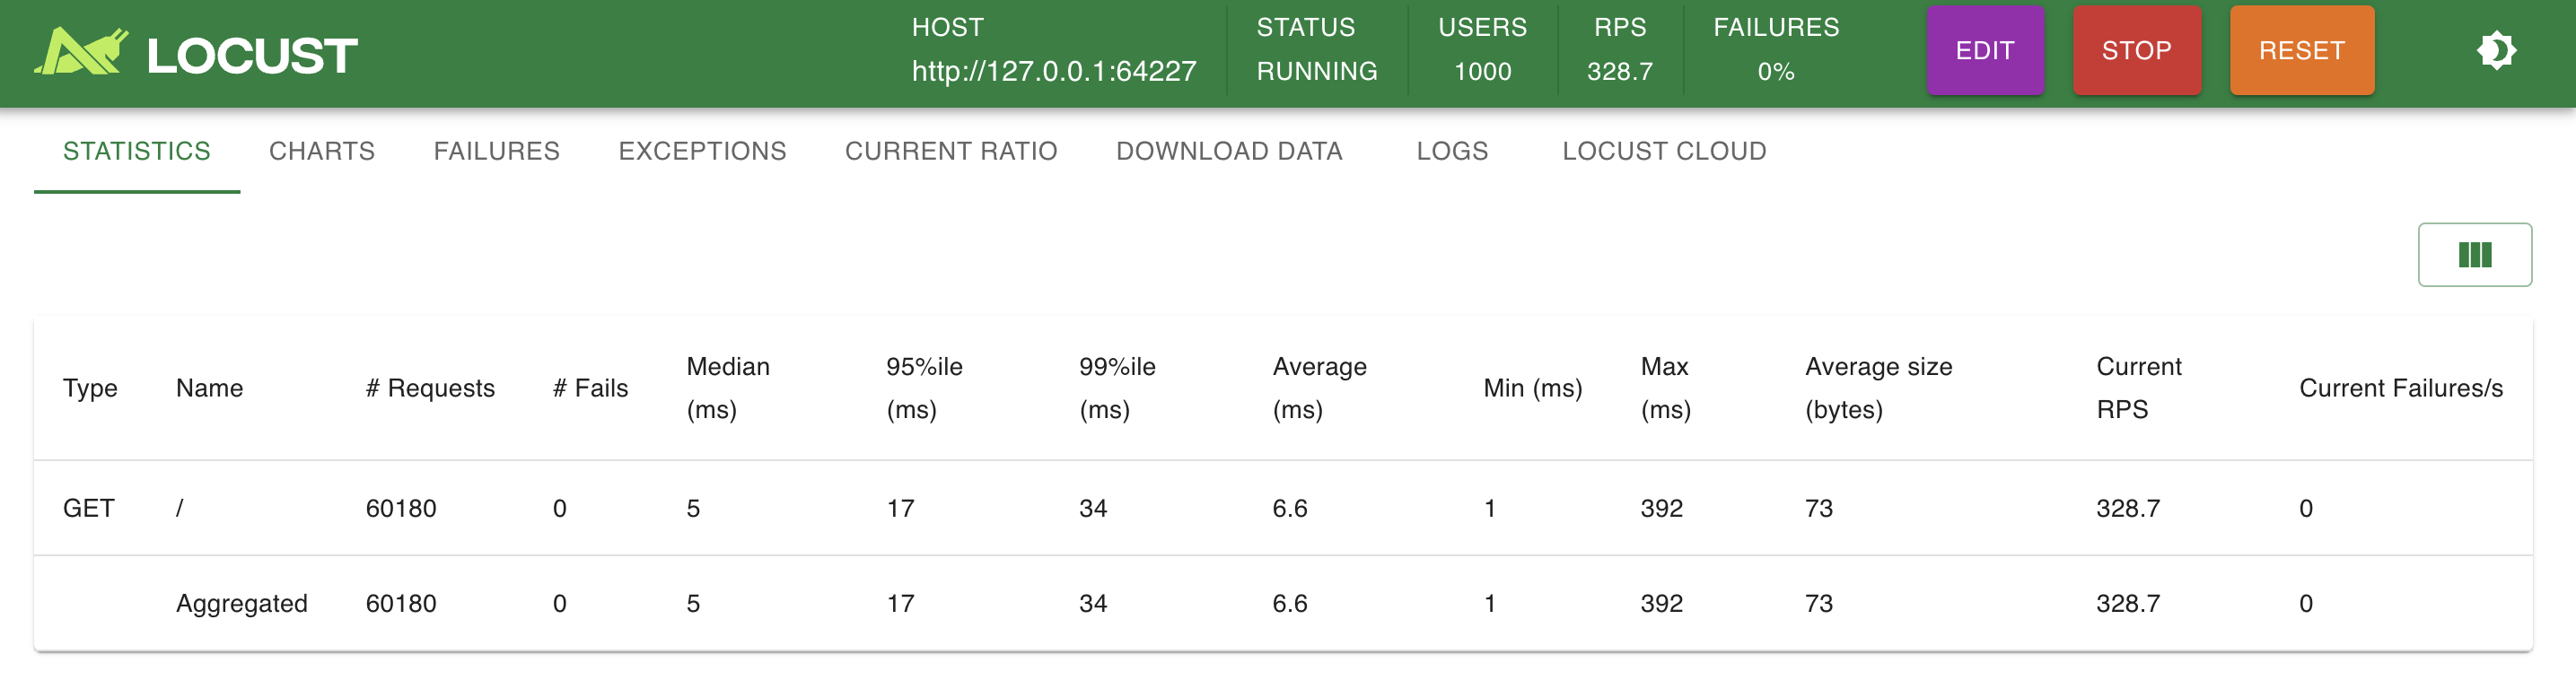 LOCUST
HOST
http://127.0.0.1:64227
STATUS
RUNNING
USERS
1000
RPS
328.7
FAILURES
0%
EDIT
STOP
RESET
STATISTICS CHARTS FAILURES EXCEPTIONS CURRENT RATIO DOWNLOAD DATA LOGS LOCUST CLOUD
Type Name # Requests # Fails Median (ms) 95%ile (ms) 99%ile (ms) Average (ms) Min (ms) Max (ms) Average size (bytes) Current RPS Current Failures/s
GET / 60180 0 5 17 34 6.6 1 392 73 328.7 0
Aggregated 60180 0 5 17 34 6.6 1 392 73 328.7 0